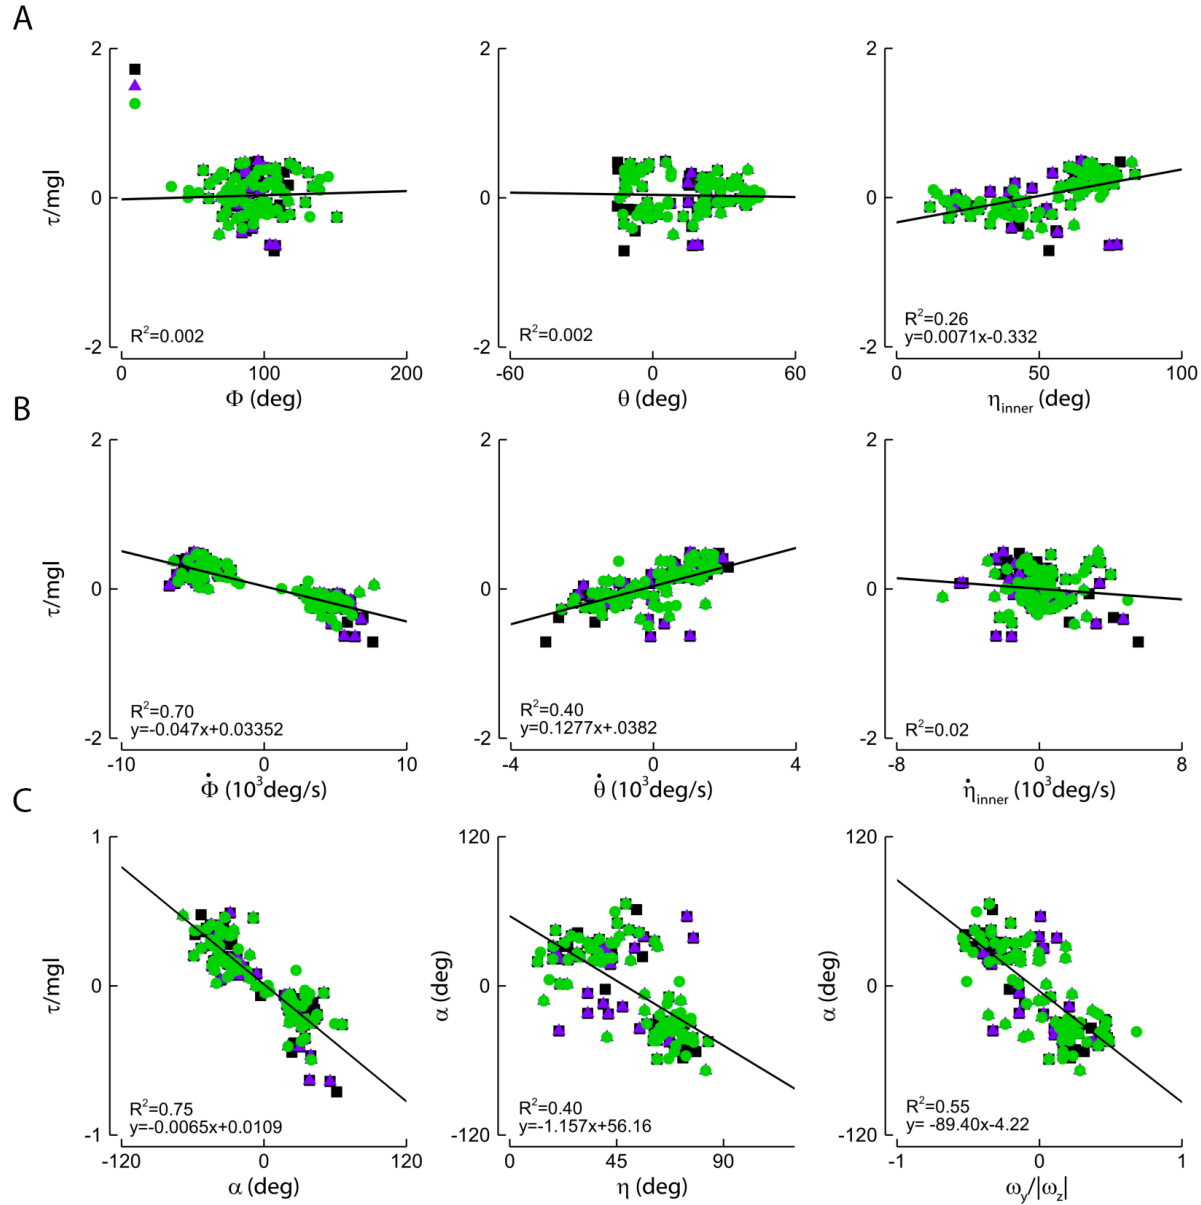 A
2
0
-2
τ/mgl
R²=0.002
0 100 200
Φ (deg)
R²=0.002
-60 0 60
θ (deg)
R²=0.26
y=0.0071x-0.332
0 50 100
η_inner (deg)
B
2
0
-2
τ/mgl
R²=0.70
y=-0.047x+0.03352
-10 0 10
Φ̇ (10³deg/s)
2
0
-2
R²=0.40
y=0.1277x+.0382
-4 0 4
θ̇ (10³deg/s)
2
0
-2
R²=0.02
-8 0 8
η̇_inner (10³deg/s)
C
1
0
-1
τ/mgl
R²=0.75
y=-0.0065x+0.0109
-120 0 120
α (deg)
120
0
-120
α (deg)
R²=0.40
y=-1.157x+56.16
0 45 90
η (deg)
120
0
-120
α (deg)
R²=0.55
y= -89.40x-4.22
-1 0 1
ω_y/|ω_z|